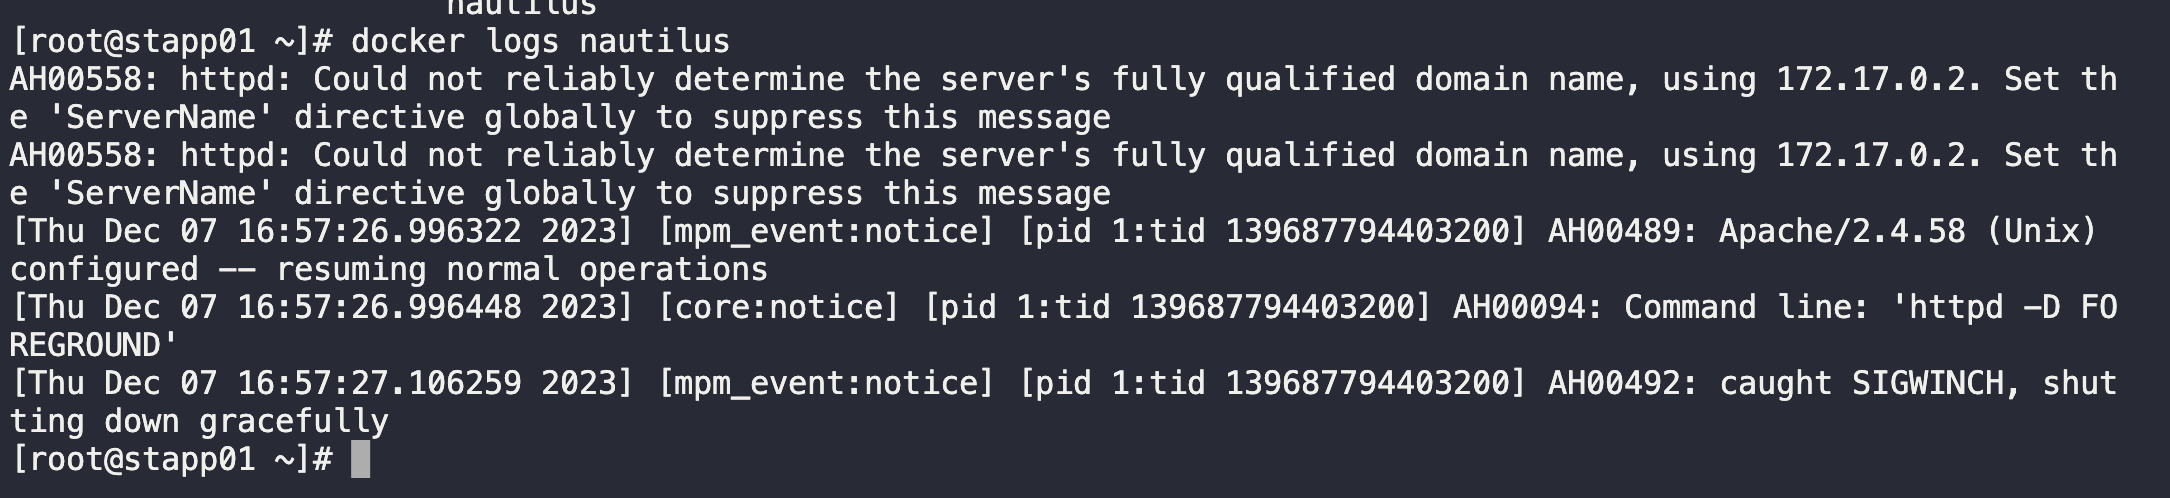 nautilus
[root@stapp01 ~]# docker logs nautilus
AH00558: httpd: Could not reliably determine the server's fully qualified domain name, using 172.17.0.2. Set th
e 'ServerName' directive globally to suppress this message
AH00558: httpd: Could not reliably determine the server's fully qualified domain name, using 172.17.0.2. Set th
e 'ServerName' directive globally to suppress this message
[Thu Dec 07 16:57:26.996322 2023] [mpm_event:notice] [pid 1:tid 139687794403200] AH00489: Apache/2.4.58 (Unix)
configured -- resuming normal operations
[Thu Dec 07 16:57:26.996448 2023] [core:notice] [pid 1:tid 139687794403200] AH00094: Command line: 'httpd -D FO
REGROUND'
[Thu Dec 07 16:57:27.106259 2023] [mpm_event:notice] [pid 1:tid 139687794403200] AH00492: caught SIGWINCH, shut
ting down gracefully
[root@stapp01 ~]#